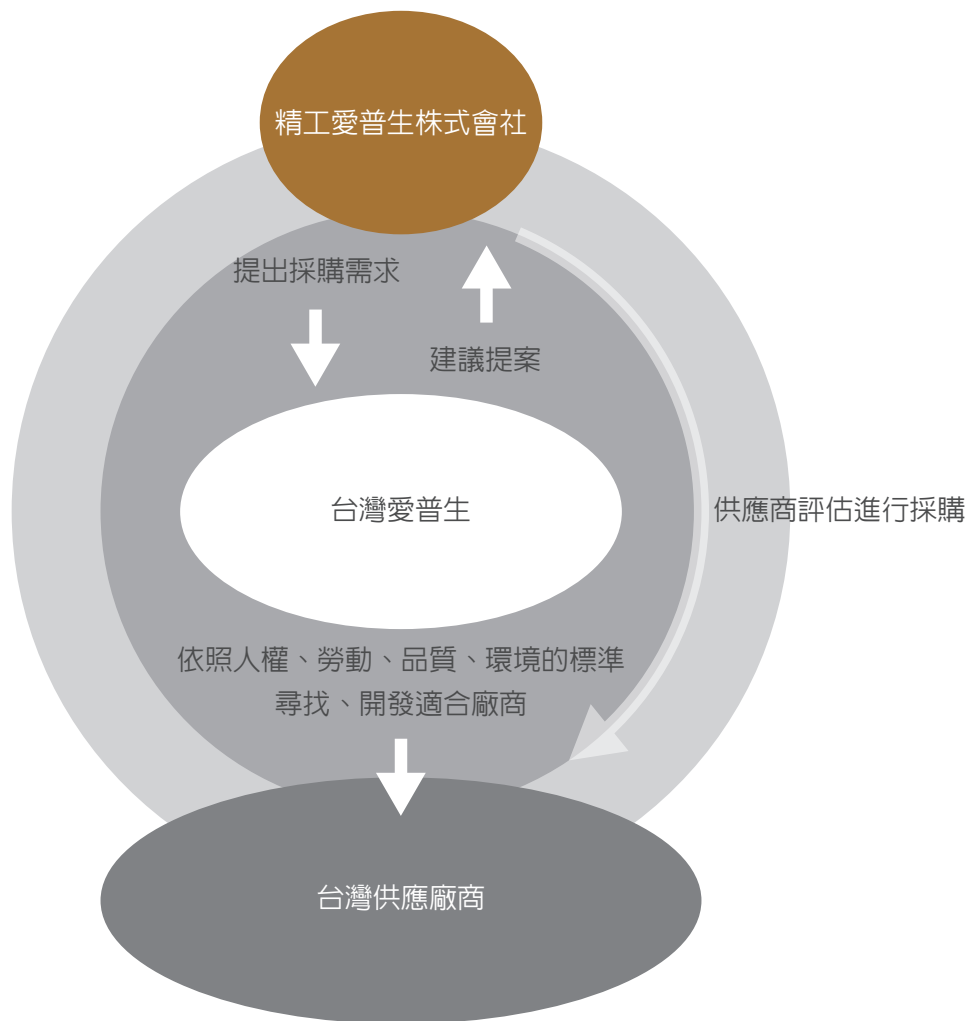 精工愛普生株式會社
提出採購需求
建議提案
台灣愛普生
供應商評估進行採購
依照人權、勞動、品質、環境的標準
尋找、開發適合廠商
台灣供應廠商